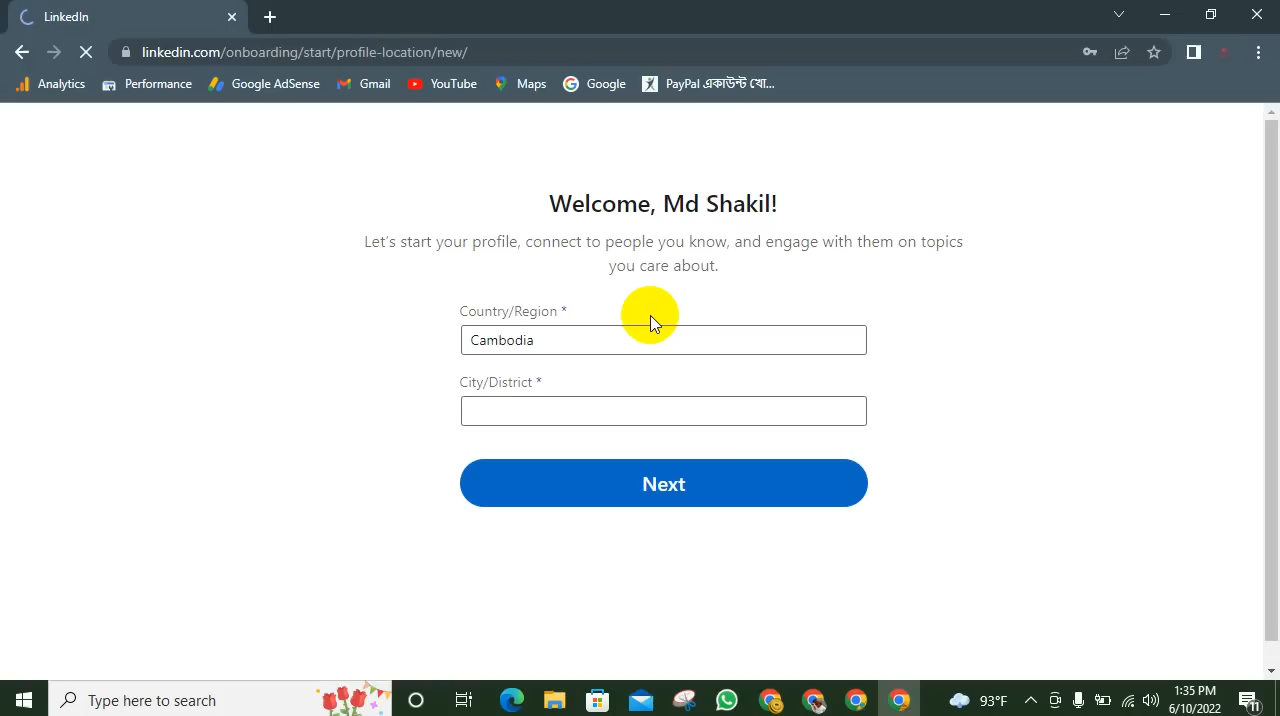 LinkedIn
linkedin.com/onboarding/start/profile-location/new/
Analytics Performance Google AdSense Gmail YouTube Maps Google PayPal একাউন্ট খো...
Welcome, Md Shakil!
Let's start your profile, connect to people you know, and engage with them on topics
you care about.
Country/Region *
Cambodia
City/District *
Next
Type here to search
93°F
1:35 PM
6/10/2022
11